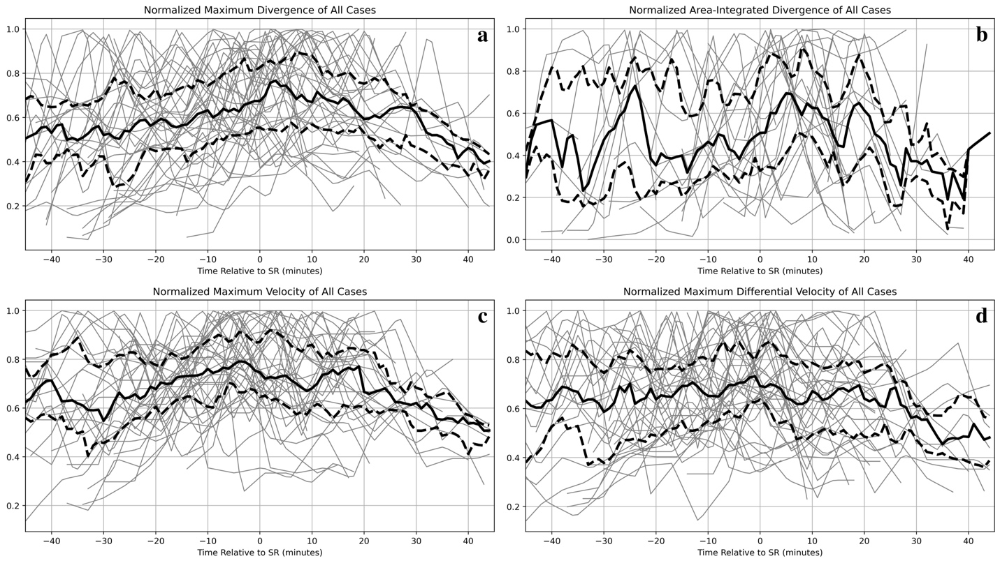 Normalized Maximum Divergence of All Cases
a
1.0
0.8
0.6
0.4
0.2
−40 −30 −20 −10 0 10 20 30 40
Time Relative to SR (minutes)
Normalized Area-Integrated Divergence of All Cases
b
1.0
0.8
0.6
0.4
0.2
0.0
−40 −30 −20 −10 0 10 20 30 40
Time Relative to SR (minutes)
Normalized Maximum Velocity of All Cases
c
1.0
0.8
0.6
0.4
0.2
−40 −30 −20 −10 0 10 20 30 40
Time Relative to SR (minutes)
Normalized Maximum Differential Velocity of All Cases
d
1.0
0.8
0.6
0.4
0.2
−40 −30 −20 −10 0 10 20 30 40
Time Relative to SR (minutes)